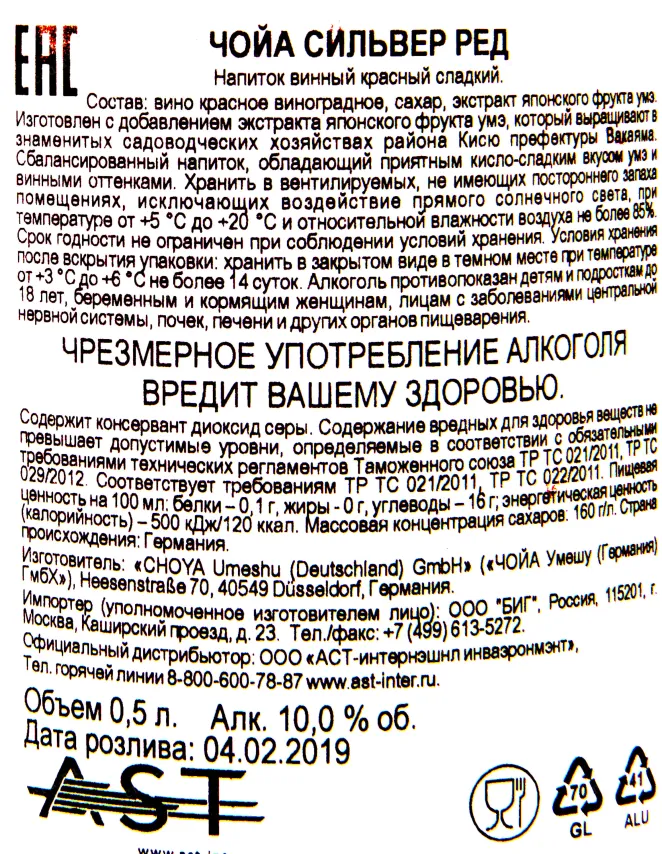 EAC
ЧОЙА СИЛЬВЕР РЕД
Напиток винный красный сладкий.
Состав: вино красное виноградное, сахар, экстракт японского фрукта умэ.
Изготовлен с добавлением экстракта японского фрукта умэ, который выращивают в
знаменитых садоводческих хозяйствах района Кисю префектуры Вакаяма.
Сбалансированный напиток, обладающий приятным кисло-сладким вкусом умэ и
винными оттенками. Хранить в вентилируемых, не имеющих постороннего запаха
помещениях, исключающих воздействие прямого солнечного света, при
температуре от +5 °С до +20 °С и относительной влажности воздуха не более 85%.
Срок годности не ограничен при соблюдении условий хранения. Условия хранения
после вскрытия упаковки: хранить в закрытом виде в темном месте при температуре
от +3 °С до +6 °С не более 14 суток. Алкоголь противопоказан детям и подросткам до
18 лет, беременным и кормящим женщинам, лицам с заболеваниями центральной
нервной системы, почек, печени и других органов пищеварения.
ЧРЕЗМЕРНОЕ УПОТРЕБЛЕНИЕ АЛКОГОЛЯ
ВРЕДИТ ВАШЕМУ ЗДОРОВЬЮ.
Содержит консервант диоксид серы. Содержание вредных для здоровья веществ не
превышает допустимые уровни, определяемые в соответствии с обязательными
требованиями технических регламентов Таможенного союза ТР ТС 021/2011, ТР ТС
029/2012. Соответствует требованиям ТР ТС 021/2011, ТР ТС 022/2011. Пищевая
ценность на 100 мл: белки – 0,1 г, жиры - 0 г, углеводы – 16 г; энергетическая ценность
(калорийность) – 500 кДж/120 ккал. Массовая концентрация сахаров: 160 г/л. Страна
происхождения: Германия.
Изготовитель: «CHOYA Umeshu (Deutschland) GmbH» («ЧОЙА Умешу (Германия)
ГмбХ»), Heesenstraße 70, 40549 Düsseldorf, Германия.
Импортер (уполномоченное изготовителем лицо): ООО "БИГ", Россия, 115201, г.
Москва, Каширский проезд, д. 23. Тел./факс: +7 (499) 613-5272.
Официальный дистрибьютор: ООО «АСТ-интернэшнл инваэронмэнт»,
Тел. горячей линии 8-800-600-78-87 www.ast-inter.ru.
Объем 0,5 л. Алк. 10,0 % об.
Дата розлива: 04.02.2019
AST
70
GL
41
ALU